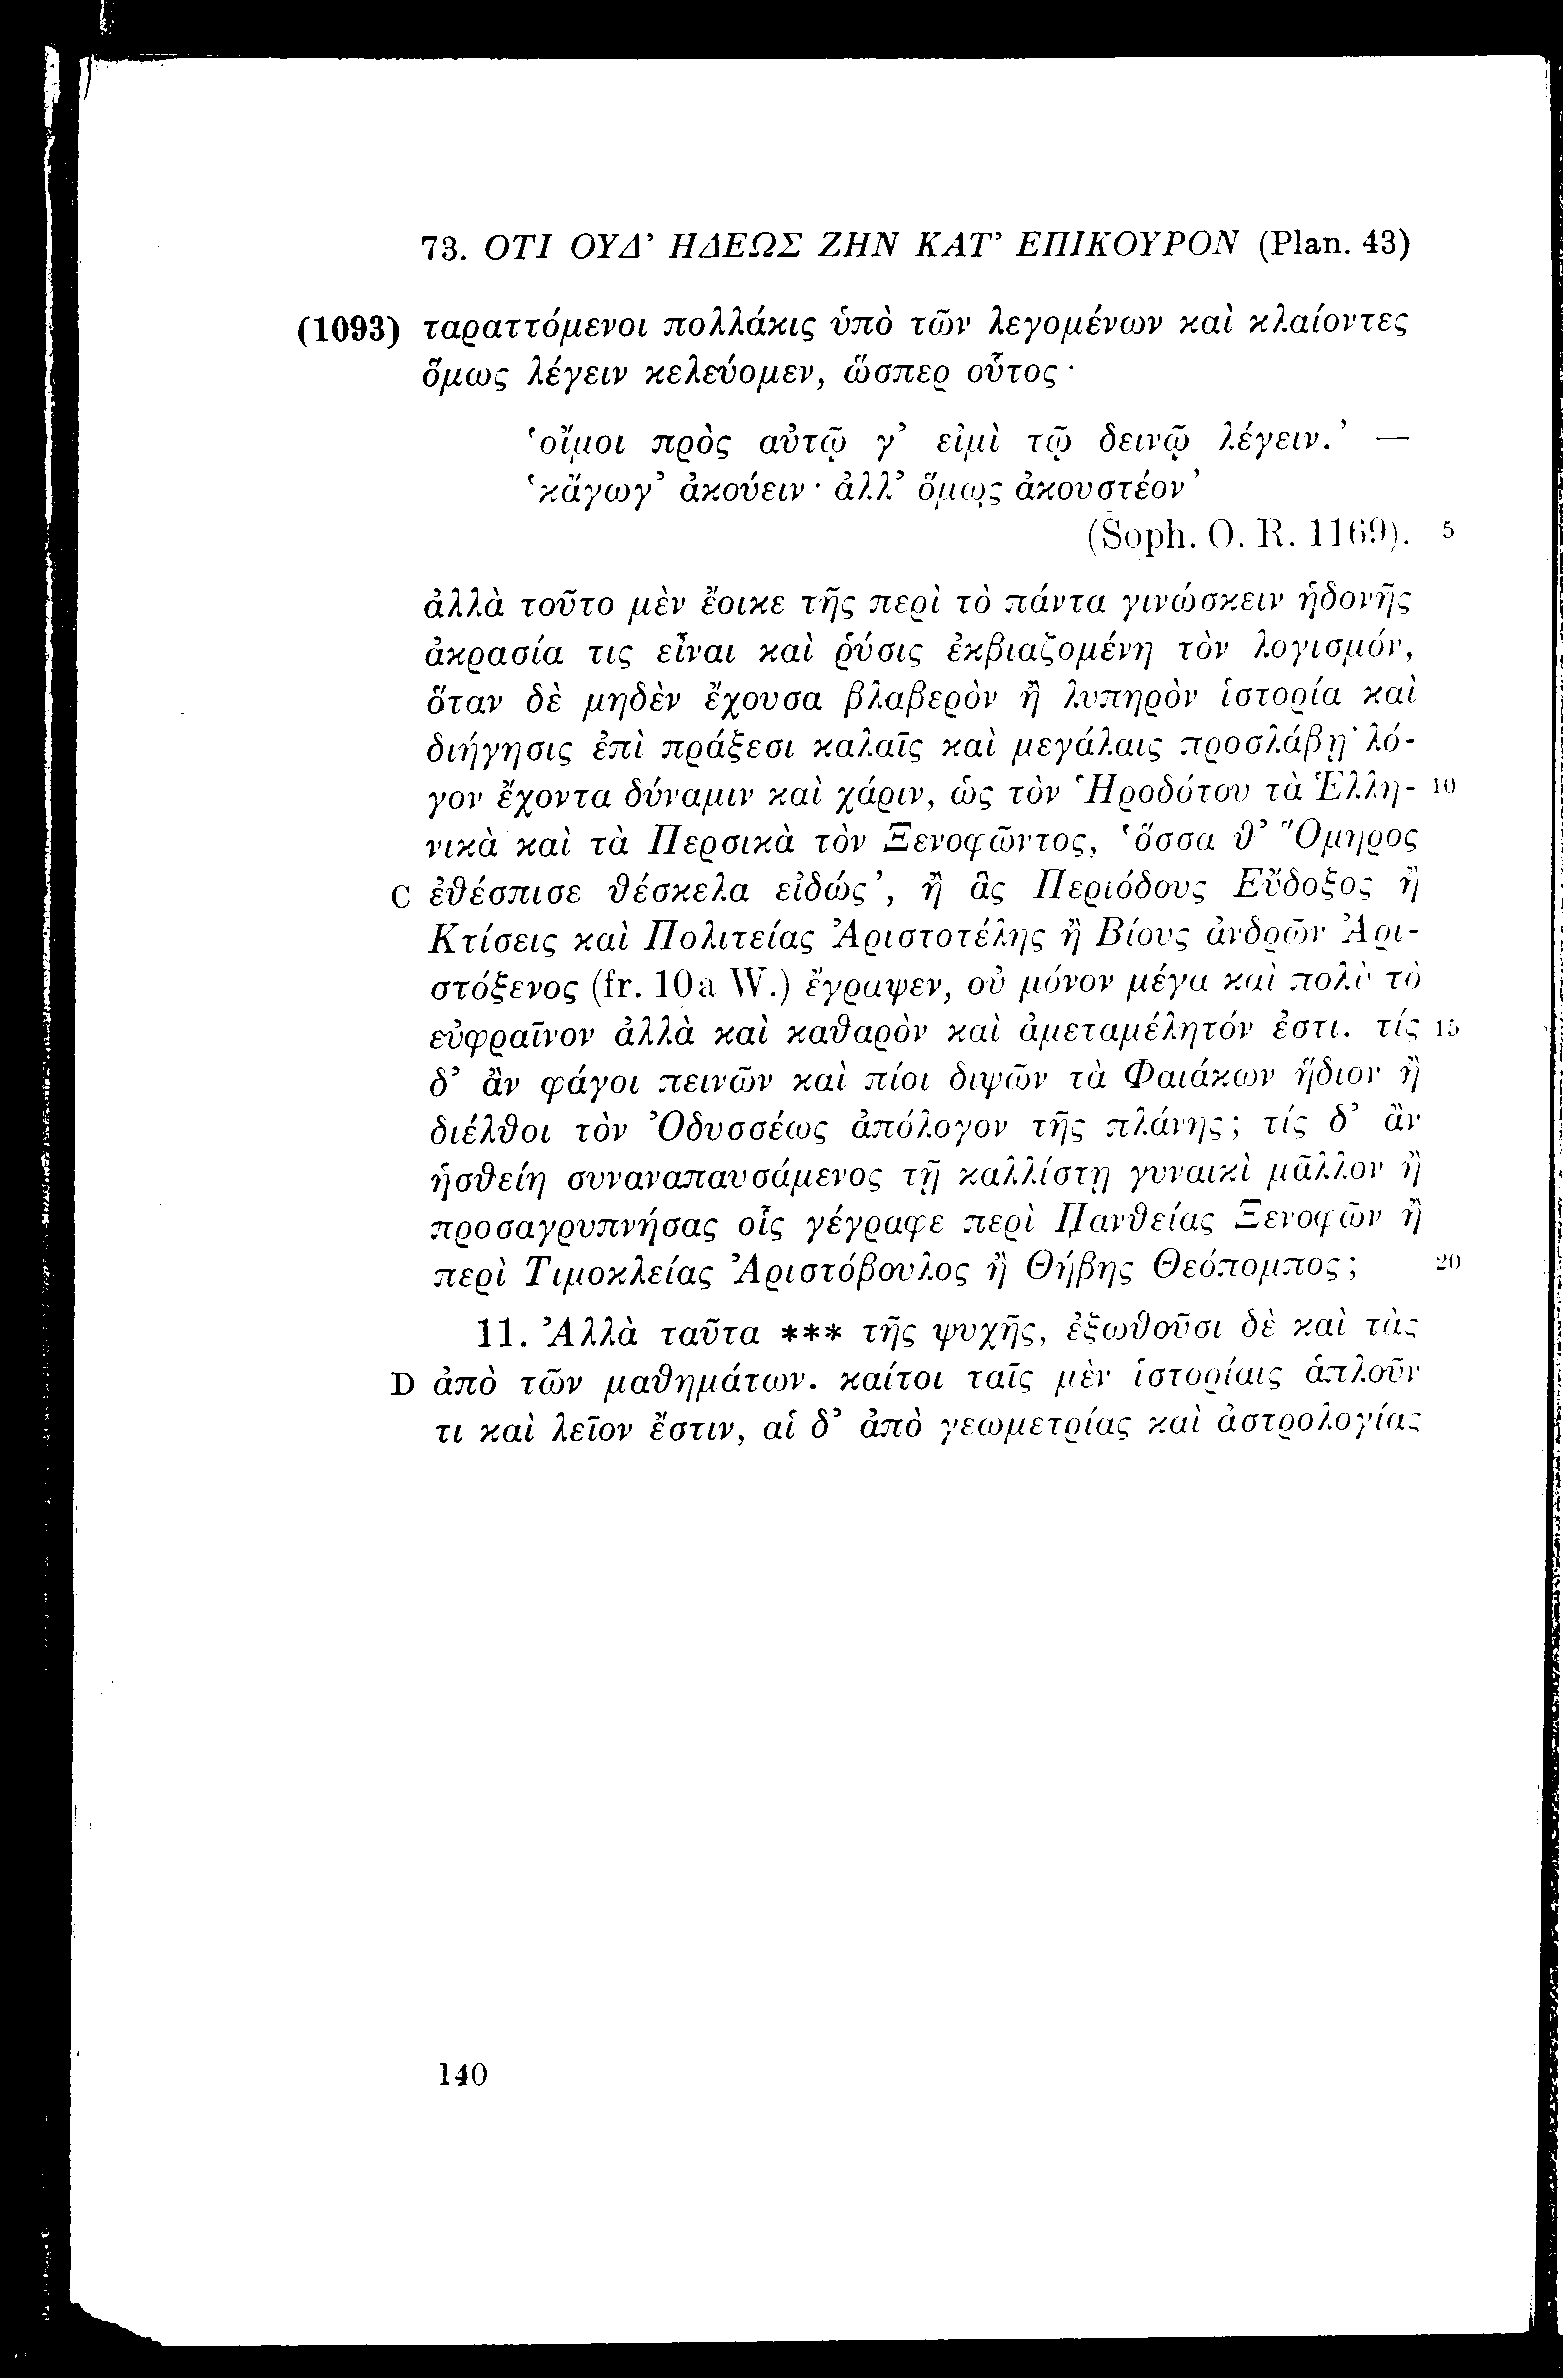 73. ΟΤΙ ΟΥΔ’ ΗΔΕΩΣ ΖΗΝ ΚΑΤ’ ΕΠΙΚΟΥΡΟΝ (Plan. 43)
(1093) ταραττόμενοι πολλάκις ὑπὸ τῶν λεγομένων καὶ κλαίοντες
ὅμως λέγειν κελεύομεν, ὥσπερ οὗτος·
‘οἴμοι πρὸς αὐτῷ γ’ εἰμὶ τῷ δεινῷ λέγειν.’ —
‘κἄγωγ’ ἀκούειν· ἀλλ’ ὅμως ἀκουστέον’
(Soph. O. R. 1169). 5
ἀλλὰ τοῦτο μὲν ἔοικε τῆς περὶ τὸ πάντα γινώσκειν ἡδονῆς
ἀκρασία τις εἶναι καὶ ῥύσις ἐκβιαζομένη τὸν λογισμόν,
ὅταν δὲ μηδὲν ἔχουσα βλαβερὸν ἢ λυπηρὸν ἱστορία καὶ
διήγησις ἐπὶ πράξεσι καλαῖς καὶ μεγάλαις προσλάβῃ λό-
γον ἔχοντα δύναμιν καὶ χάριν, ὡς τὸν Ἡροδότου τὰ Ἑλλη- 10
νικὰ καὶ τὰ Περσικὰ τὸν Ξενοφῶντος, ‘ὅσσα θ’ Ὅμηρος
C ἐθέσπισε θέσκελα εἰδώς’, ἢ ἃς Περιόδους Εὔδοξος ἢ
Κτίσεις καὶ Πολιτείας Ἀριστοτέλης ἢ Βίους ἀνδρῶν Ἀρι-
στόξενος (fr. 10a W.) ἔγραψεν, οὐ μόνον μέγα καὶ πολὺ τὸ
εὐφραῖνον ἀλλὰ καὶ καθαρὸν καὶ ἀμεταμέλητόν ἐστι. τίς 15
δ’ ἂν φάγοι πεινῶν καὶ πίοι διψῶν τὰ Φαιάκων ἥδιον ἢ
διέλθοι τὸν Ὀδυσσέως ἀπόλογον τῆς πλάνης; τίς δ’ ἂν
ἡσθείη συναναπαυσάμενος τῇ καλλίστῃ γυναικὶ μᾶλλον ἢ
προσαγρυπνήσας οἷς γέγραφε περὶ Πανθείας Ξενοφῶν ἢ
περὶ Τιμοκλείας Ἀριστόβουλος ἢ Θήβης Θεόπομπος; 20
11. Ἀλλὰ ταῦτα *** τῆς ψυχῆς, ἐξωθοῦσι δὲ καὶ τὰς
D ἀπὸ τῶν μαθημάτων. καίτοι ταῖς μὲν ἱστορίαις ἁπλοῦν
τι καὶ λεῖον ἔστιν, αἱ δ’ ἀπὸ γεωμετρίας καὶ ἀστρολογίας
140